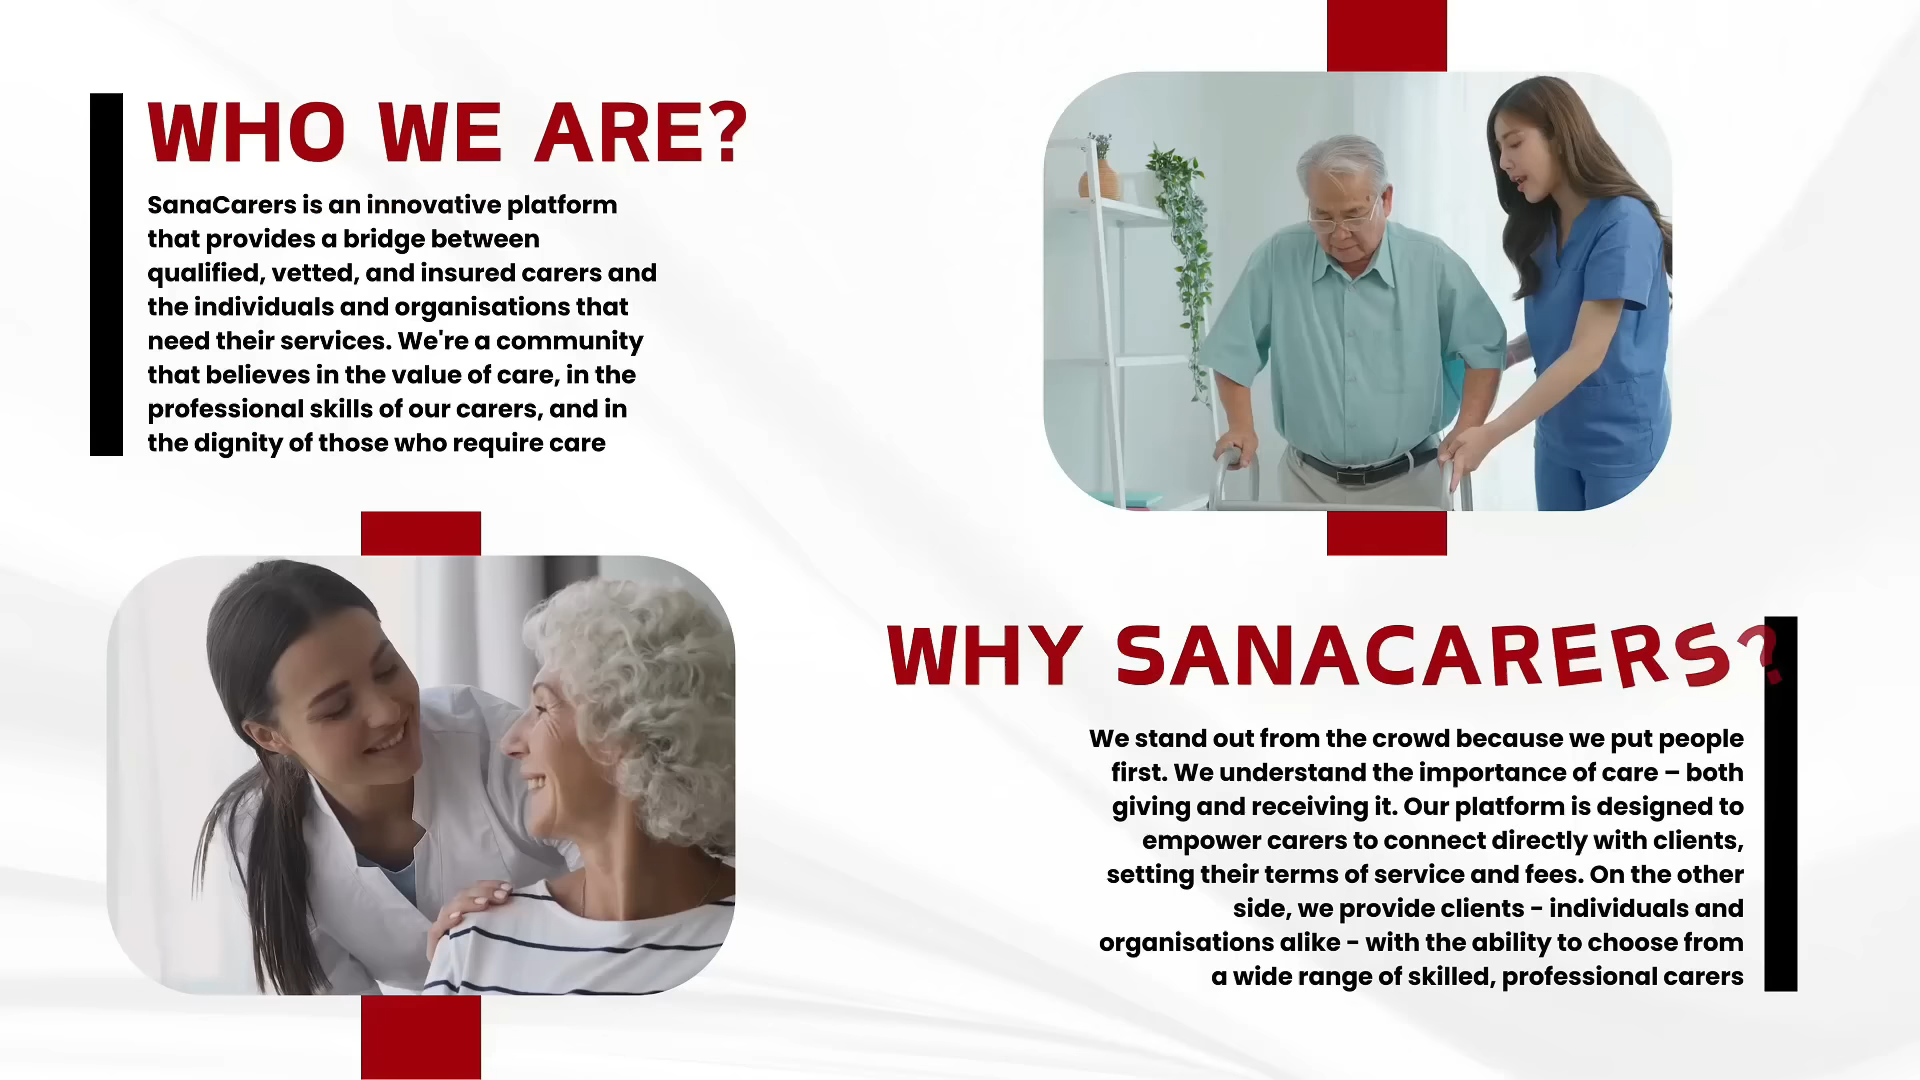 WHO WE ARE?
SanaCarers is an innovative platform
that provides a bridge between
qualified, vetted, and insured carers and
the individuals and organisations that
need their services. We're a community
that believes in the value of care, in the
professional skills of our carers, and in
the dignity of those who require care
WHY SANACARERS?
We stand out from the crowd because we put people
first. We understand the importance of care – both
giving and receiving it. Our platform is designed to
empower carers to connect directly with clients,
setting their terms of service and fees. On the other
side, we provide clients - individuals and
organisations alike - with the ability to choose from
a wide range of skilled, professional carers